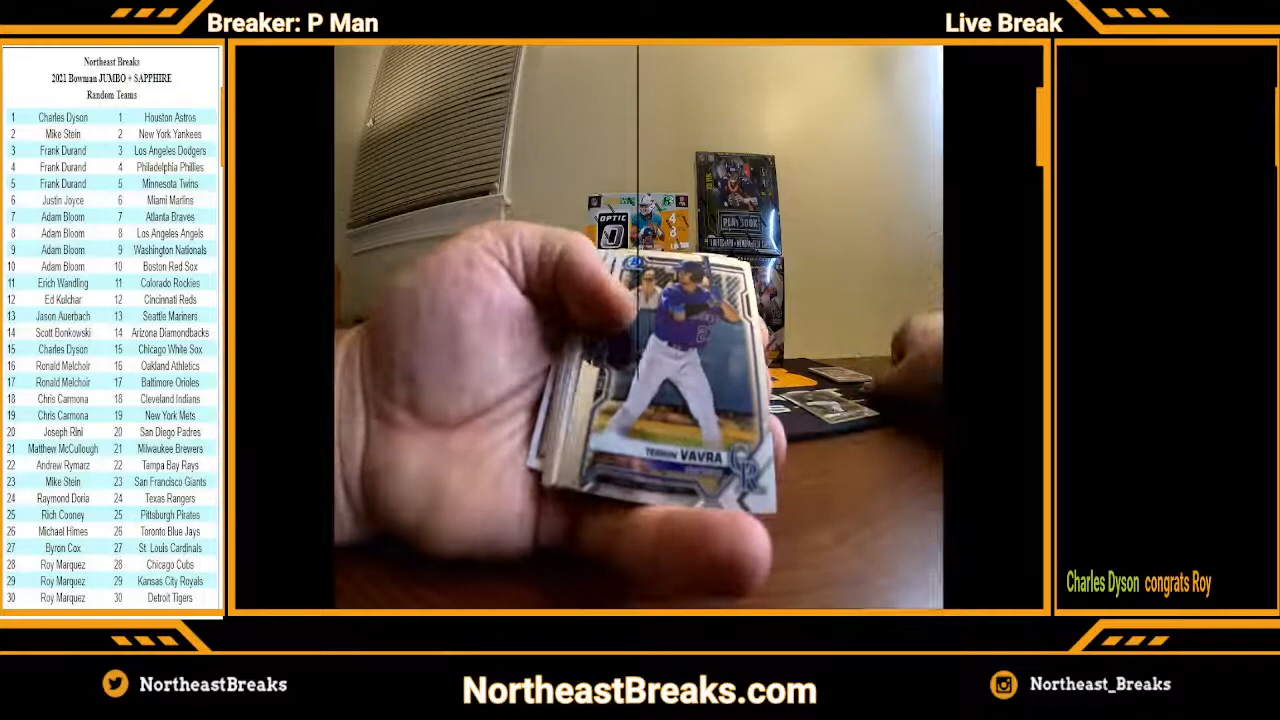 Breaker: P Man
Live Break
Northeast Breaks
2021 Bowman JUMBO + SAPPHIRE
Random Teams
1 Charles Dyson 1 Houston Astros
2 Mike Stein 2 New York Yankees
3 Frank Durand 3 Los Angeles Dodgers
4 Frank Durand 4 Philadelphia Phillies
5 Frank Durand 5 Minnesota Twins
6 Justin Joyce 6 Miami Marlins
7 Adam Bloom 7 Atlanta Braves
8 Adam Bloom 8 Los Angeles Angels
9 Adam Bloom 9 Washington Nationals
10 Adam Bloom 10 Boston Red Sox
11 Erich Wandling 11 Colorado Rockies
12 Ed Kulchar 12 Cincinnati Reds
13 Jason Auerbach 13 Seattle Mariners
14 Scott Bonkowski 14 Arizona Diamondbacks
15 Charles Dyson 15 Chicago White Sox
16 Ronald Melchoir 16 Oakland Athletics
17 Ronald Melchoir 17 Baltimore Orioles
18 Chris Carmona 18 Cleveland Indians
19 Chris Carmona 19 New York Mets
20 Joseph Rini 20 San Diego Padres
21 Matthew McCullough 21 Milwaukee Brewers
22 Andrew Rymarz 22 Tampa Bay Rays
23 Mike Stein 23 San Francisco Giants
24 Raymond Doria 24 Texas Rangers
25 Rich Cooney 25 Pittsburgh Pirates
26 Michael Himes 26 Toronto Blue Jays
27 Byron Cox 27 St. Louis Cardinals
28 Roy Marquez 28 Chicago Cubs
29 Roy Marquez 29 Kansas City Royals
30 Roy Marquez 30 Detroit Tigers
OPTIC
PLAYBOOK
VAVRA
CR
Charles Dyson congrats Roy
NortheastBreaks
NortheastBreaks.com
Northeast_Breaks